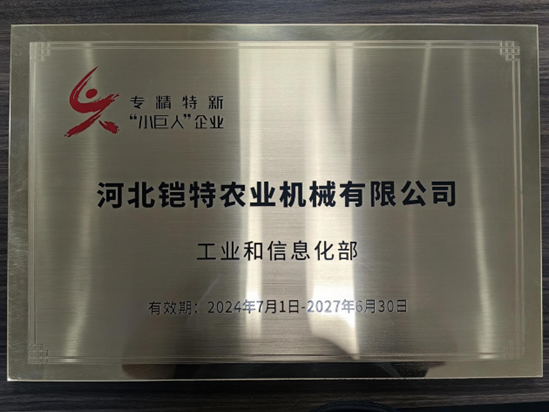 专精特新
“小巨人”企业
河北铠特农业机械有限公司
工业和信息化部
有效期：2024年7月1日-2027年6月30日